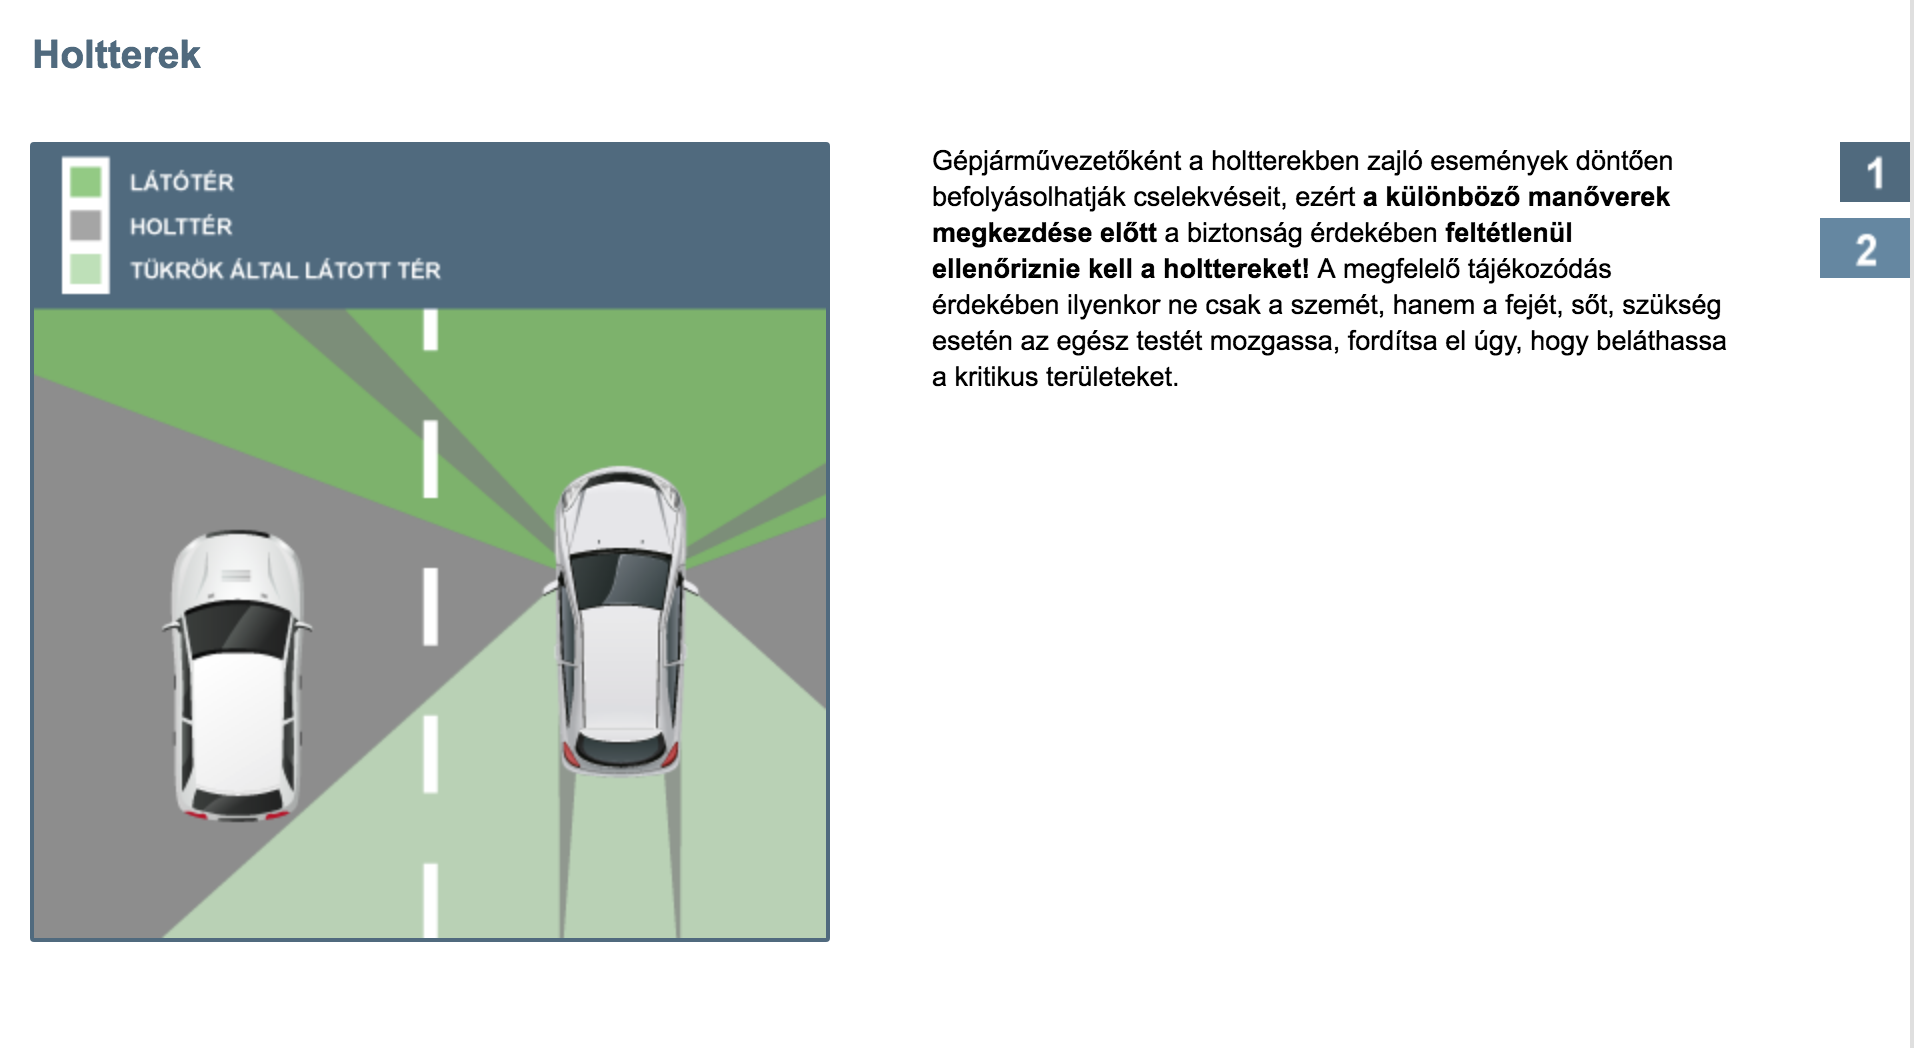 Holtterek
LÁTÓTÉR
HOLTTÉR
TÜKRÖK ÁLTAL LÁTOTT TÉR
Gépjárművezetőként a holtterekben zajló események döntően
befolyásolhatják cselekvéseit, ezért a különböző manőverek
megkezdése előtt a biztonság érdekében feltétlenül
ellenőriznie kell a holttereket! A megfelelő tájékozódás
érdekében ilyenkor ne csak a szemét, hanem a fejét, sőt, szükség
esetén az egész testét mozgassa, fordítsa el úgy, hogy beláthassa
a kritikus területeket.
1
2